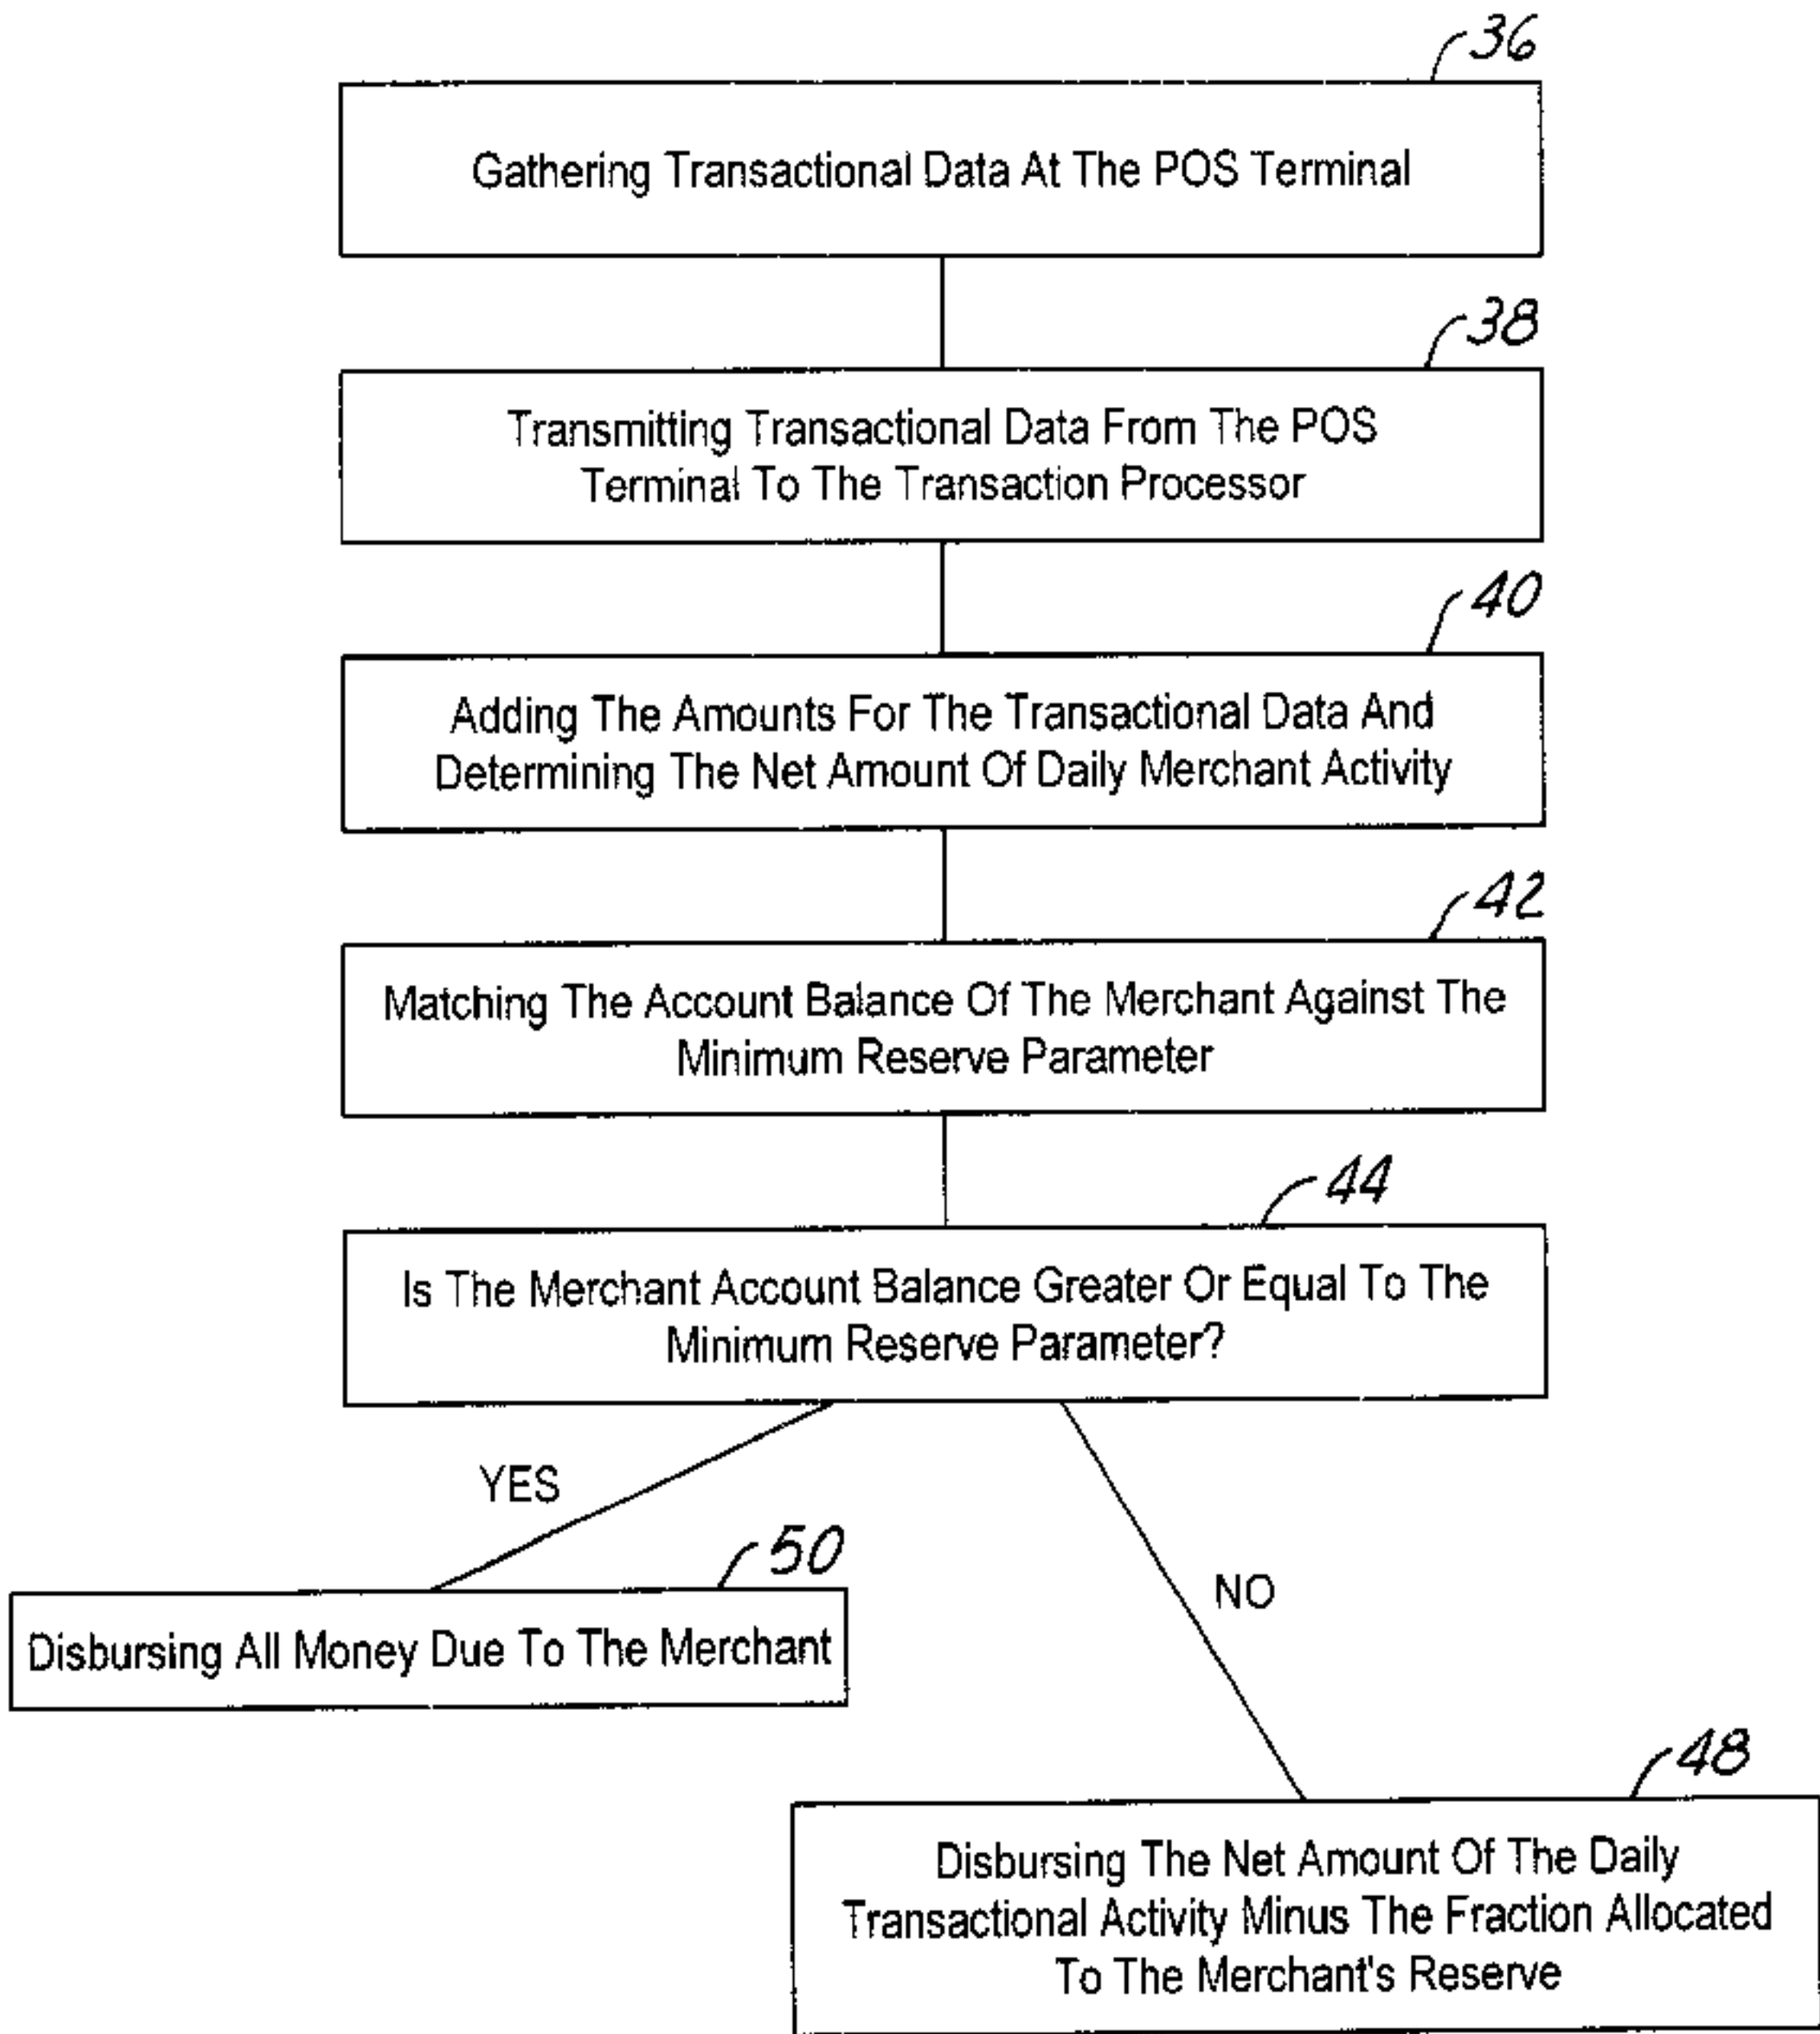 36
Gathering Transactional Data At The POS Terminal
38
Transmitting Transactional Data From The POS
Terminal To The Transaction Processor
40
Adding The Amounts For The Transactional Data And
Determining The Net Amount Of Daily Merchant Activity
42
Matching The Account Balance Of The Merchant Against The
Minimum Reserve Parameter
44
Is The Merchant Account Balance Greater Or Equal To The
Minimum Reserve Parameter?
YES
50
Disbursing All Money Due To The Merchant
NO
48
Disbursing The Net Amount Of The Daily
Transactional Activity Minus The Fraction Allocated
To The Merchant's Reserve